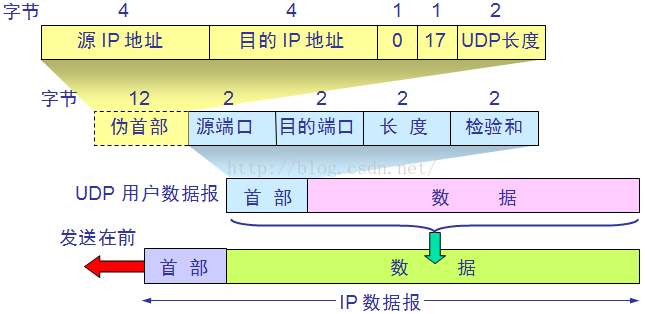 字节 4 4 1 1 2
源 IP 地址 目的 IP 地址 0 17 UDP长度
字节 12 2 2 2 2
伪首部 源端口 目的端口 长 度 检验和
http://blog.csdn.net/
UDP 用户数据报 首 部 数 据
发送在前
首 部 数 据
IP 数据报